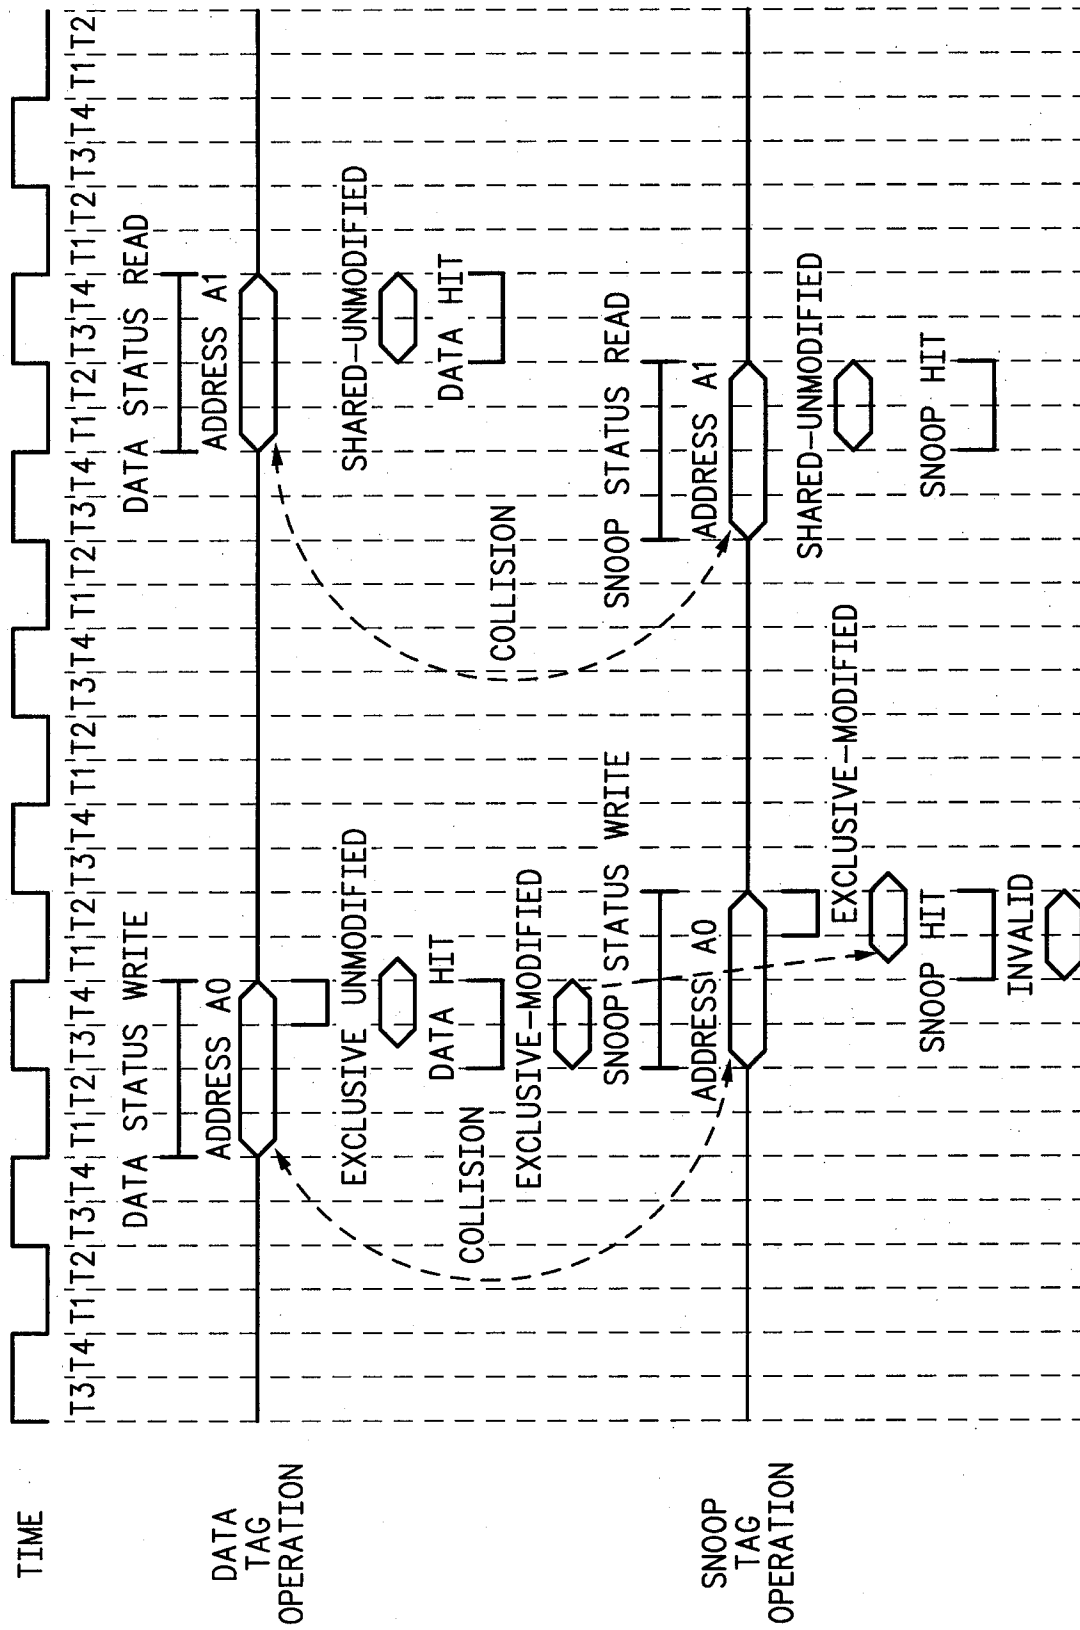 TIME
T3 T4 T1 T2 T3 T4 T1 T2 T3 T4 T1 T2 T3 T4 T1 T2 T3 T4 T1 T2 T3 T4 T1 T2 T3 T4 T1 T2 T3 T4 T1 T2
DATA STATUS WRITE
DATA STATUS READ
DATA
TAG
OPERATION
ADDRESS A0
ADDRESS A1
EXCLUSIVE UNMODIFIED
SHARED-UNMODIFIED
DATA HIT
DATA HIT
COLLISION
COLLISION
EXCLUSIVE-MODIFIED
SNOOP STATUS WRITE
SNOOP STATUS READ
SNOOP
TAG
OPERATION
ADDRESS A0
ADDRESS A1
EXCLUSIVE-MODIFIED
SHARED-UNMODIFIED
SNOOP HIT
SNOOP HIT
INVALID